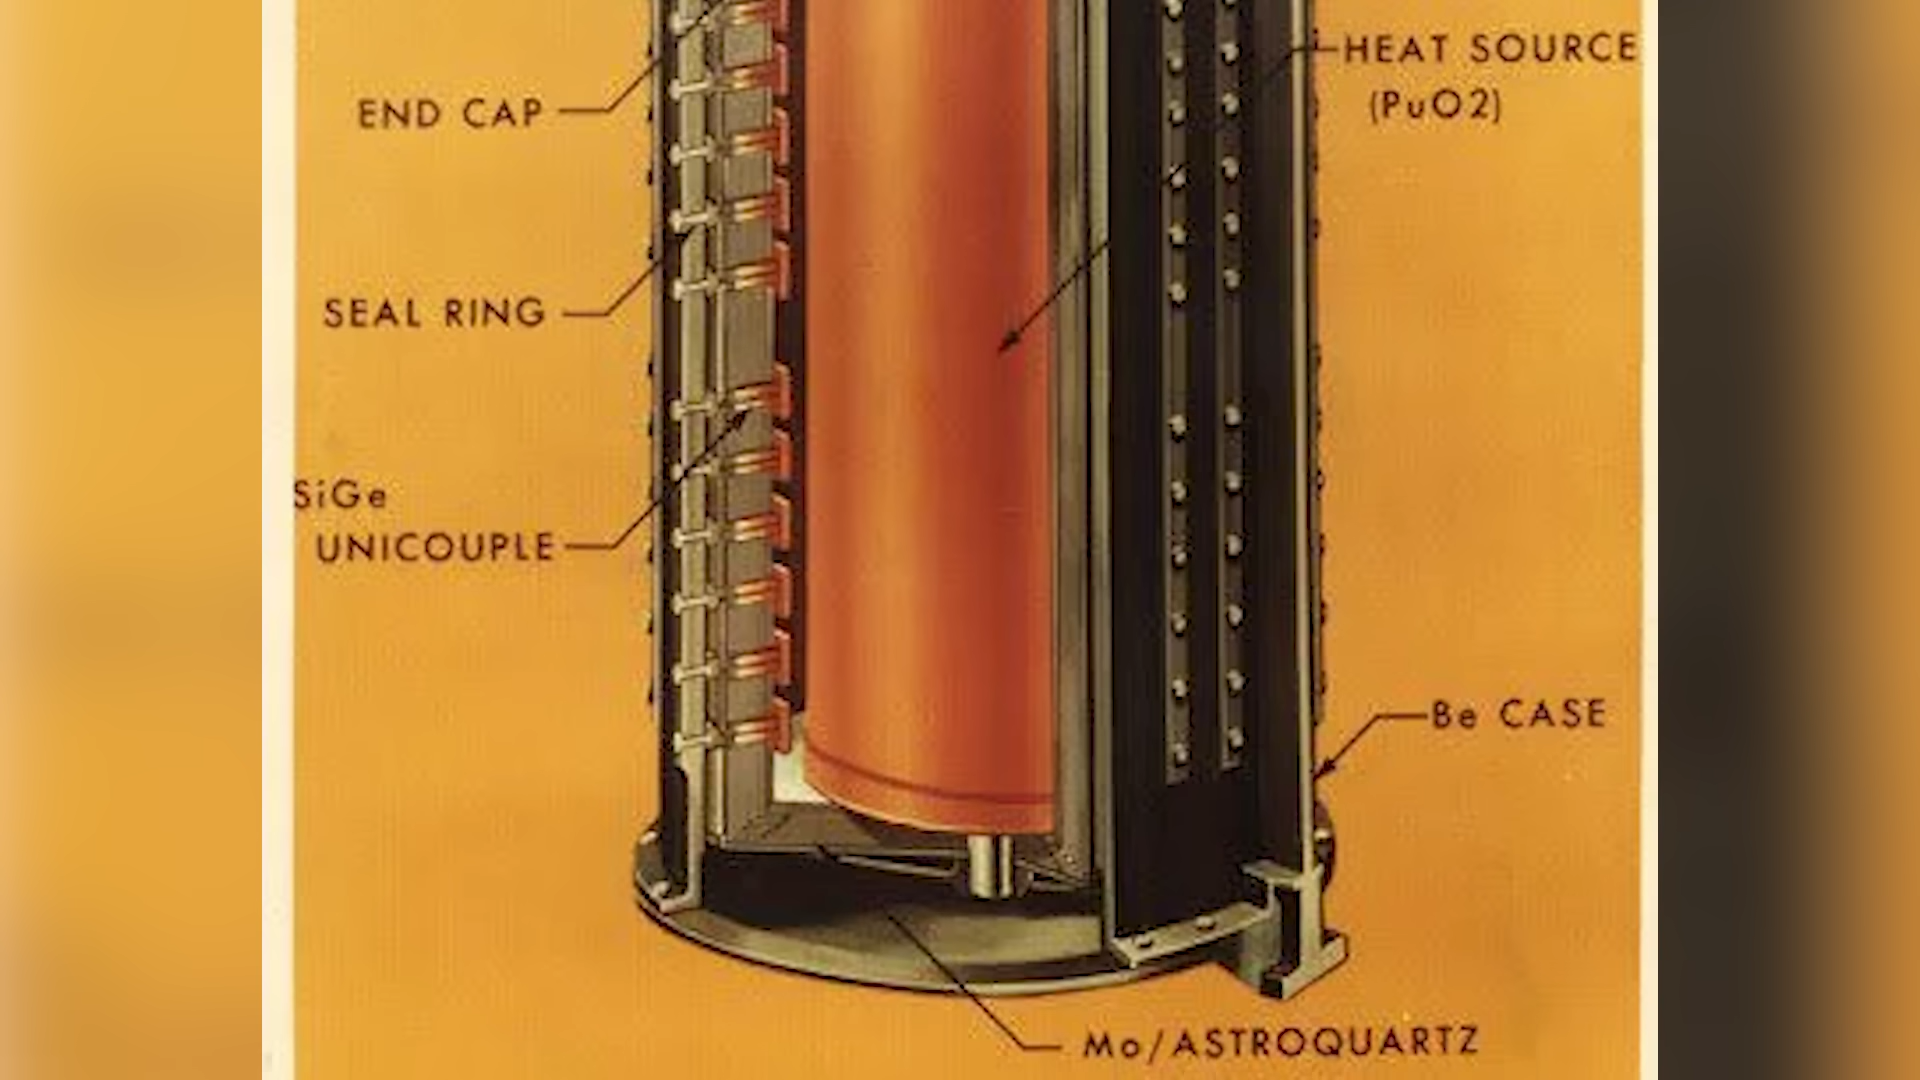 END CAP
HEAT SOURCE
(PuO2)
SEAL RING
SiGe
UNICOUPLE
Be CASE
Mo/ASTROQUARTZ